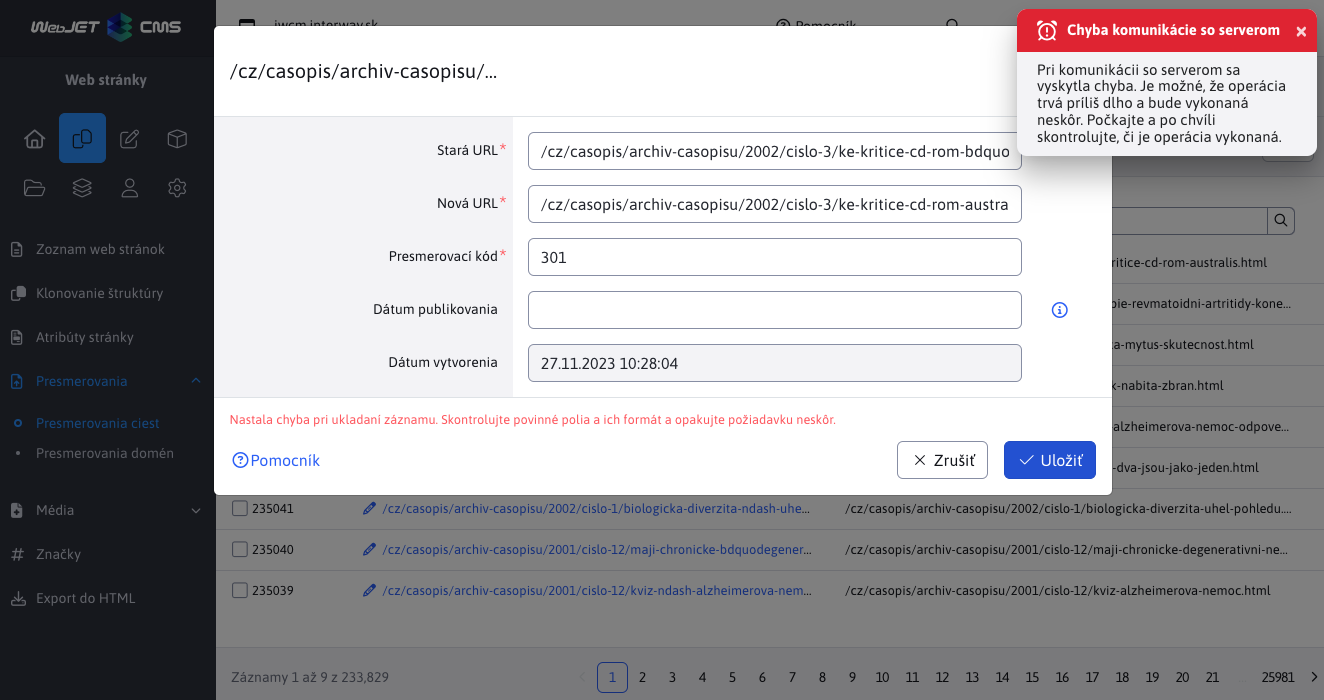 WebJET CMS
iwcm.interway.sk
Pomocník
Chyba komunikácie so serverom
Pri komunikácii so serverom sa
vyskytla chyba. Je možné, že operácia
trvá príliš dlho a bude vykonaná
neskôr. Počkajte a po chvíli
skontrolujte, či je operácia vykonaná.
Web stránky
Zoznam web stránok
Klonovanie štruktúry
Atribúty stránky
Presmerovania
Presmerovania ciest
Presmerovania domén
Média
Značky
Export do HTML
/cz/casopis/archiv-casopisu/...
Stará URL*
/cz/casopis/archiv-casopisu/2002/cislo-3/ke-kritice-cd-rom-bdquo
Nová URL*
/cz/casopis/archiv-casopisu/2002/cislo-3/ke-kritice-cd-rom-austra
Presmerovací kód*
301
Dátum publikovania
Dátum vytvorenia
27.11.2023 10:28:04
Nastala chyba pri ukladaní záznamu. Skontrolujte povinné polia a ich formát a opakujte požiadavku neskôr.
Pomocník
Zrušiť
Uložiť
ritice-cd-rom-australis.html
pie-revmatoidni-artritidy-kone...
a-mytus-skutecnost.html
k-nabita-zbran.html
alzheimerova-nemoc-odpove...
-dva-jsou-jako-jeden.html
235041 /cz/casopis/archiv-casopisu/2002/cislo-1/biologicka-diverzita-ndash-uhe... /cz/casopis/archiv-casopisu/2002/cislo-1/biologicka-diverzita-uhel-pohledu....
235040 /cz/casopis/archiv-casopisu/2001/cislo-12/maji-chronicke-bdquodegener... /cz/casopis/archiv-casopisu/2001/cislo-12/maji-chronicke-degenerativni-ne...
235039 /cz/casopis/archiv-casopisu/2001/cislo-12/kviz-ndash-alzheimerova-nem... /cz/casopis/archiv-casopisu/2001/cislo-12/kviz-alzheimerova-nemoc.html
Záznamy 1 až 9 z 233,829
1 2 3 4 5 6 7 8 9 10 11 12 13 14 15 16 17 18 19 20 21 25981